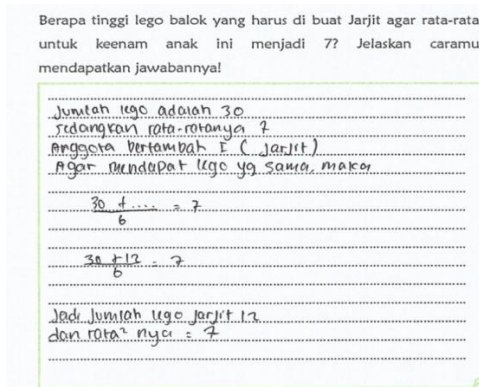 Berapa tinggi lego balok yang harus di buat Jarjit agar rata-rata
untuk keenam anak ini menjadi 7? Jelaskan caramu
mendapatkan jawabannya!
Jumlah lego adalah 30
sedangkan rata-ratanya 7
Anggota bertambah I ( Jarjit )
Agar mendapat lego yg sama, maka
30 + .... = 7
6
30 + 12 = 7
6
Jadi Jumlah lego Jarjit 12
dan rata² nya = 7